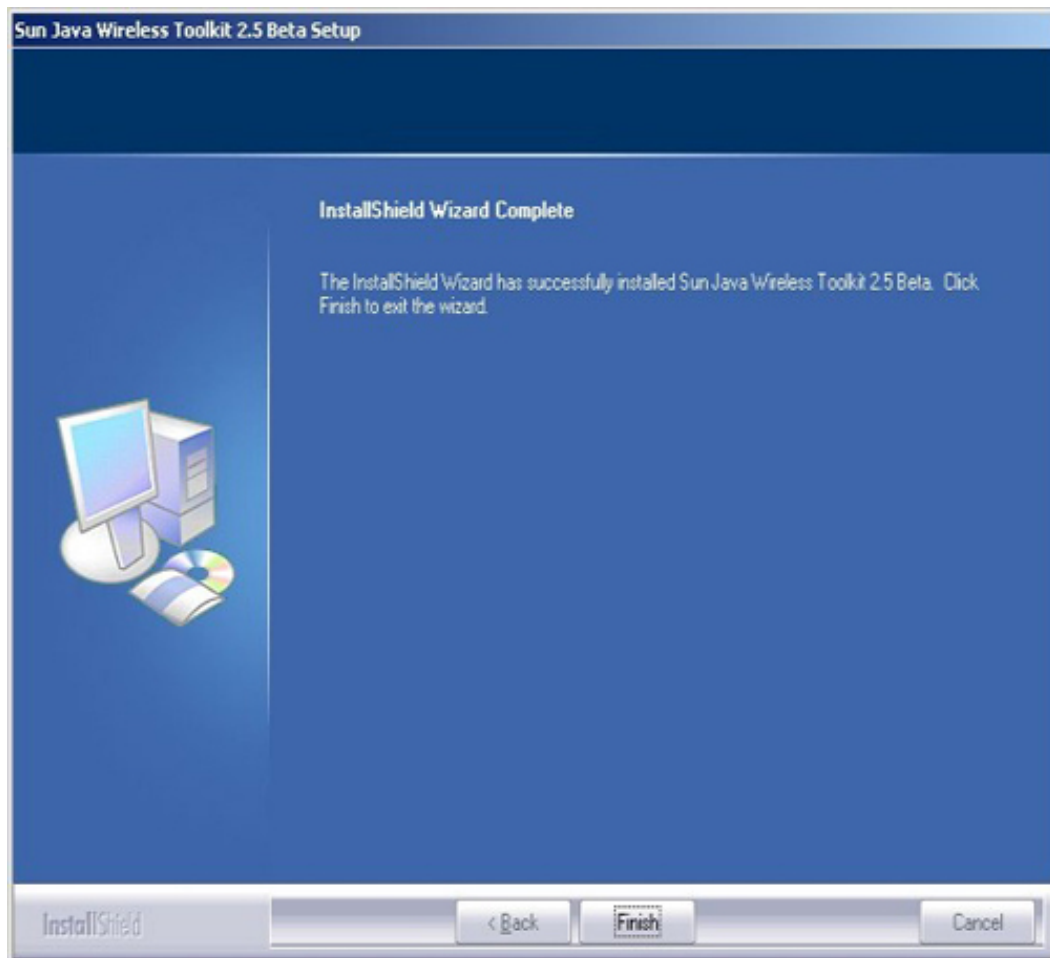 Sun Java Wireless Toolkit 2.5 Beta Setup
InstallShield Wizard Complete
The InstallShield Wizard has successfully installed Sun Java Wireless Toolkit 2.5 Beta. Click
Finish to exit the wizard.
InstallShield
< Back
Finish
Cancel